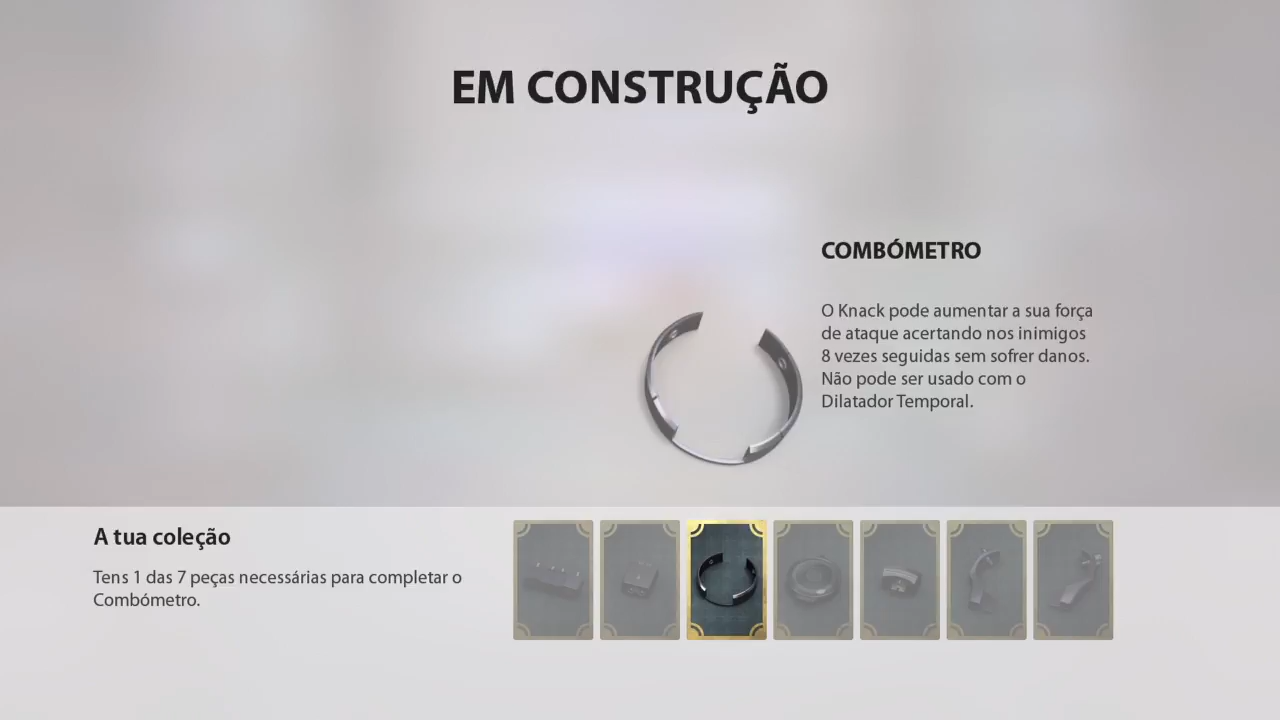 EM CONSTRUÇÃO
COMBÓMETRO
O Knack pode aumentar a sua força
de ataque acertando nos inimigos
8 vezes seguidas sem sofrer danos.
Não pode ser usado com o
Dilatador Temporal.
A tua coleção
Tens 1 das 7 peças necessárias para completar o
Combómetro.